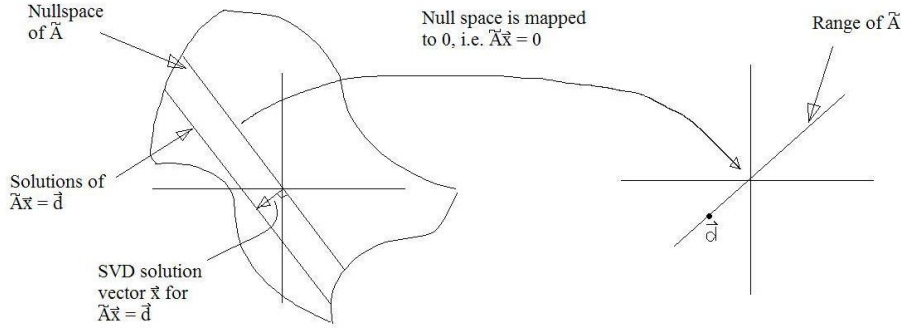 Nullspace
of Ã
Null space is mapped
to 0, i.e. Ãx⃗ = 0
Range of Ã
Solutions of
Ãx⃗ = d⃗
SVD solution
vector x⃗ for
Ãx⃗ = d⃗
d⃗